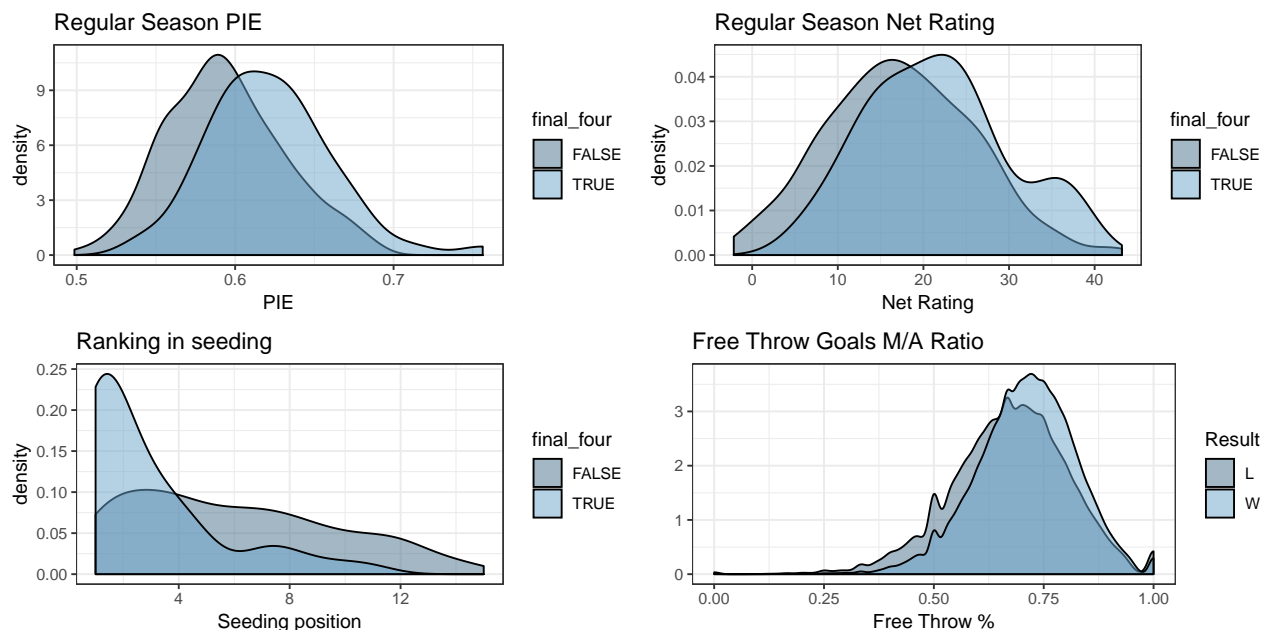 Regular Season PIE
density
9
6
3
0
0.5
0.6
0.7
PIE
final_four
FALSE
TRUE
Regular Season Net Rating
density
0.04
0.03
0.02
0.01
0.00
0
10
20
30
40
Net Rating
final_four
FALSE
TRUE
Ranking in seeding
density
0.25
0.20
0.15
0.10
0.05
0.00
4
8
12
Seeding position
final_four
FALSE
TRUE
Free Throw Goals M/A Ratio
3
2
1
0
0.00
0.25
0.50
0.75
1.00
Free Throw %
Result
L
W